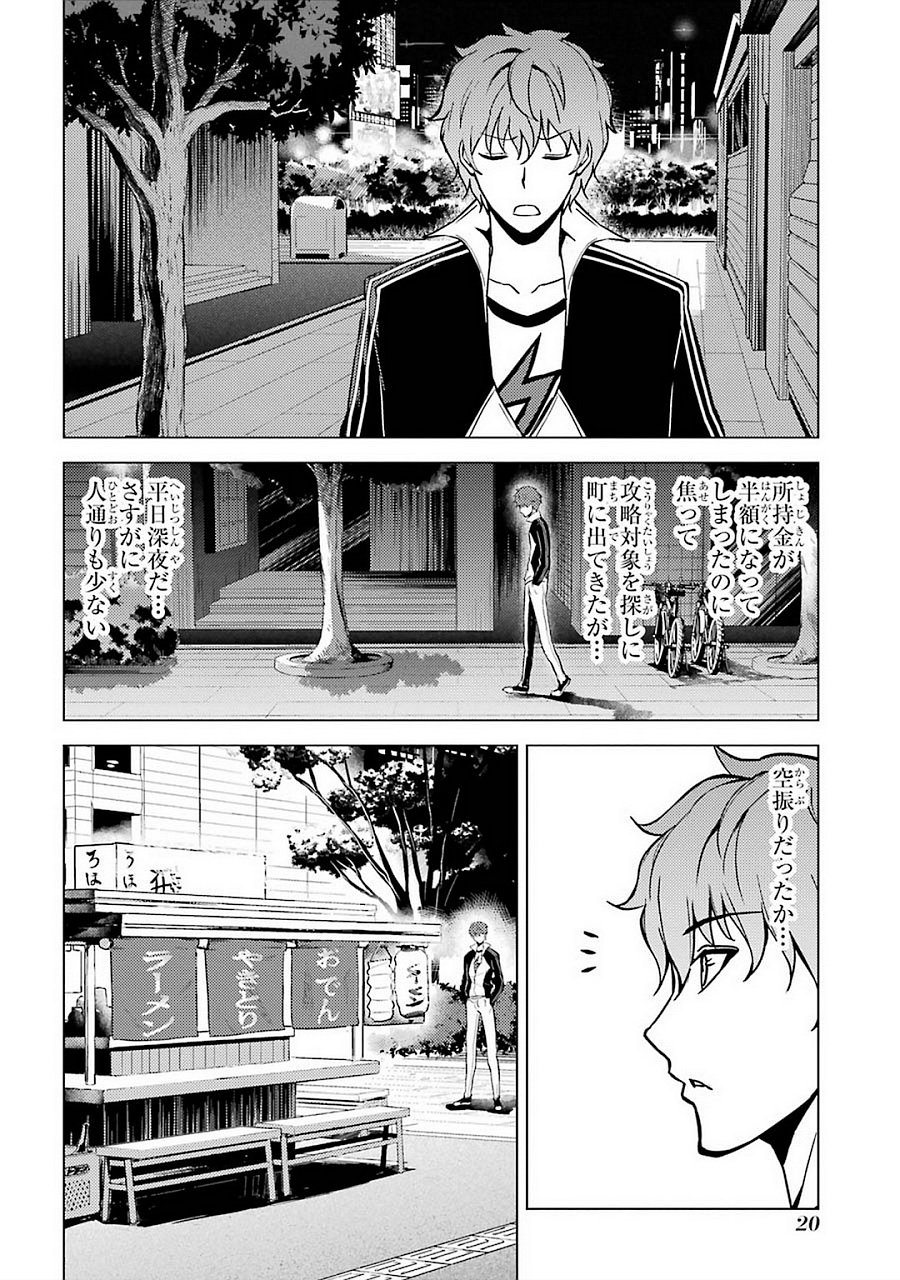 所持金が
半額になって
しまったのに
焦って
攻略対象を探しに
町に出てきたが…
平日深夜だ…
さすがに
人通りも少ない
空振りだったか…
おでん
やきとり
ラーメン
ラーメン
20